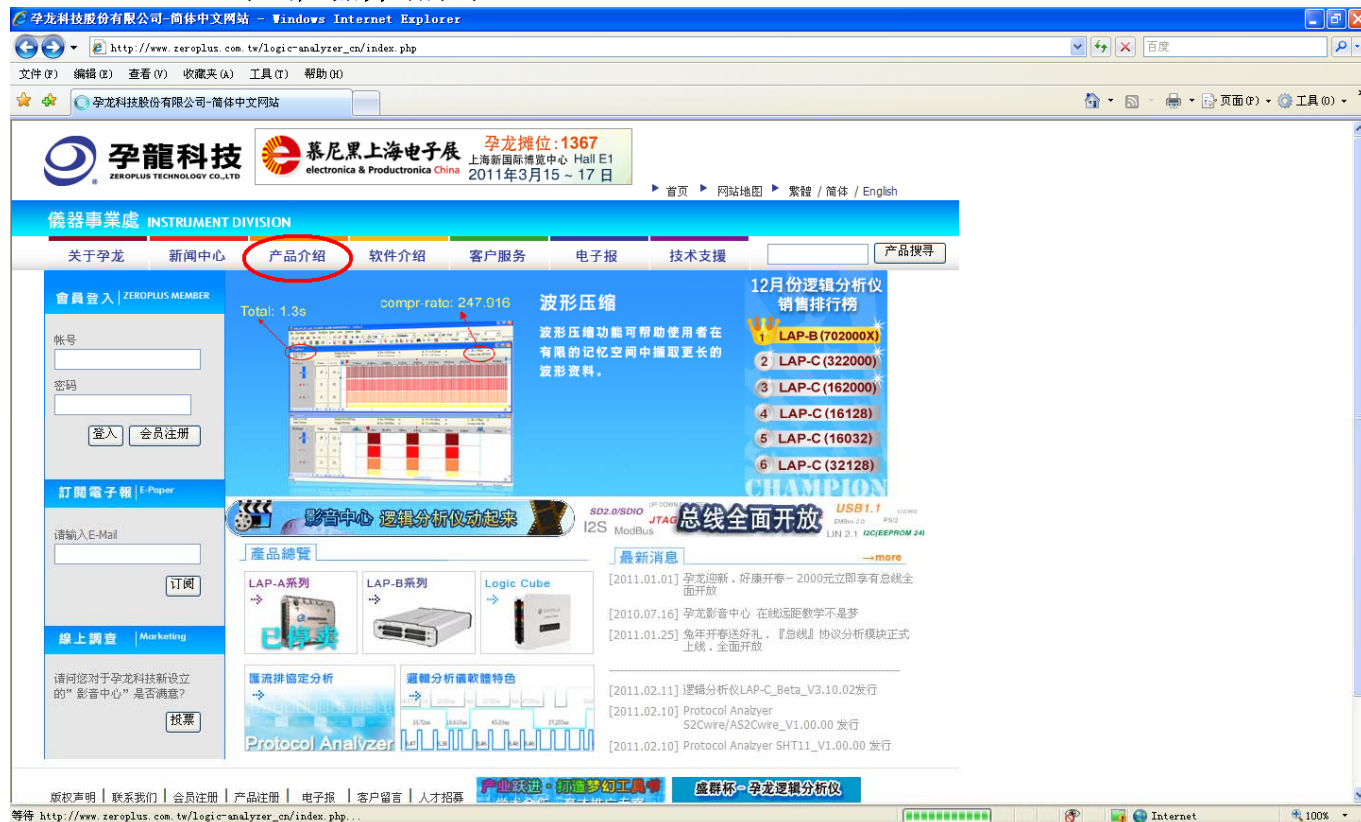 孕龙科技股份有限公司-简体中文网站 - Windows Internet Explorer
http://www.zeroplus.com.tw/logic-analyzer_cn/index.php
百度
文件(F) 编辑(E) 查看(V) 收藏夹(A) 工具(T) 帮助(H)
孕龙科技股份有限公司-简体中文网站
页面(P) 工具(O)
孕龍科技
ZEROPLUS TECHNOLOGY CO.,LTD
慕尼黑上海电子展
electronica & Productronica China
孕龙摊位:1367
上海新国际博览中心 Hall E1
2011年3月15 ~ 17 日
首页 网站地图 繁體 / 简体 / English
儀器事業處 INSTRUMENT DIVISION
关于孕龙 新闻中心 产品介绍 软件介绍 客户服务 电子报 技术支援 产品搜寻
會員登入 ZEROPLUS MEMBER
帐号
密码
登入 会员注册
Total: 1.3s
compr-rate: 247.916
波形压缩
波形压缩功能可帮助使用者在
有限的记忆空间中撷取更长的
波形资料。
12月份逻辑分析仪
销售排行榜
1 LAP-B(702000X)
2 LAP-C(322000)
3 LAP-C(162000)
4 LAP-C(16128)
5 LAP-C(16032)
6 LAP-C(32128)
CHAMPION
訂閱電子報 E-Paper
请输入E-Mail
订阅
影音中心 逻辑分析仪动起来
SD2.0/SDIO
I2S ModBus JTAG
总线全面开放
USB1.1
LIN 2.1 I2C(EEPROM 24)
產品總覽
LAP-A系列
已停卖
LAP-B系列
Logic Cube
匯流排協定分析
Protocol Analyzer
邏輯分析儀軟體特色
最新消息
→more
[2011.01.01] 孕龙迎新．好康开春－2000元立即享有总线全
面开放
[2010.07.16] 孕龙影音中心 在线远距教学不是梦
[2011.01.25] 兔年开春送好礼．『总线』协议分析模块正式
上线．全面开放
[2011.02.11] 逻辑分析仪LAP-C_Beta_V3.10.02发行
[2011.02.10] Protocol Analzyer
S2Cwire/AS2Cwire_V1.00.00 发行
[2011.02.10] Protocol Analzyer SHT11_V1.00.00 发行
線上調查 Marketing
请问您对于孕龙科技新设立
的"影音中心"是否满意?
投票
版权声明 | 联系我们 | 会员注册 | 产品注册 | 电子报 | 客户留言 | 人才招募
产业跃进。打造梦幻工具
盛群杯-孕龙逻辑分析仪
等待 http://www.zeroplus.com.tw/logic-analyzer_cn/index.php...
Internet
100%